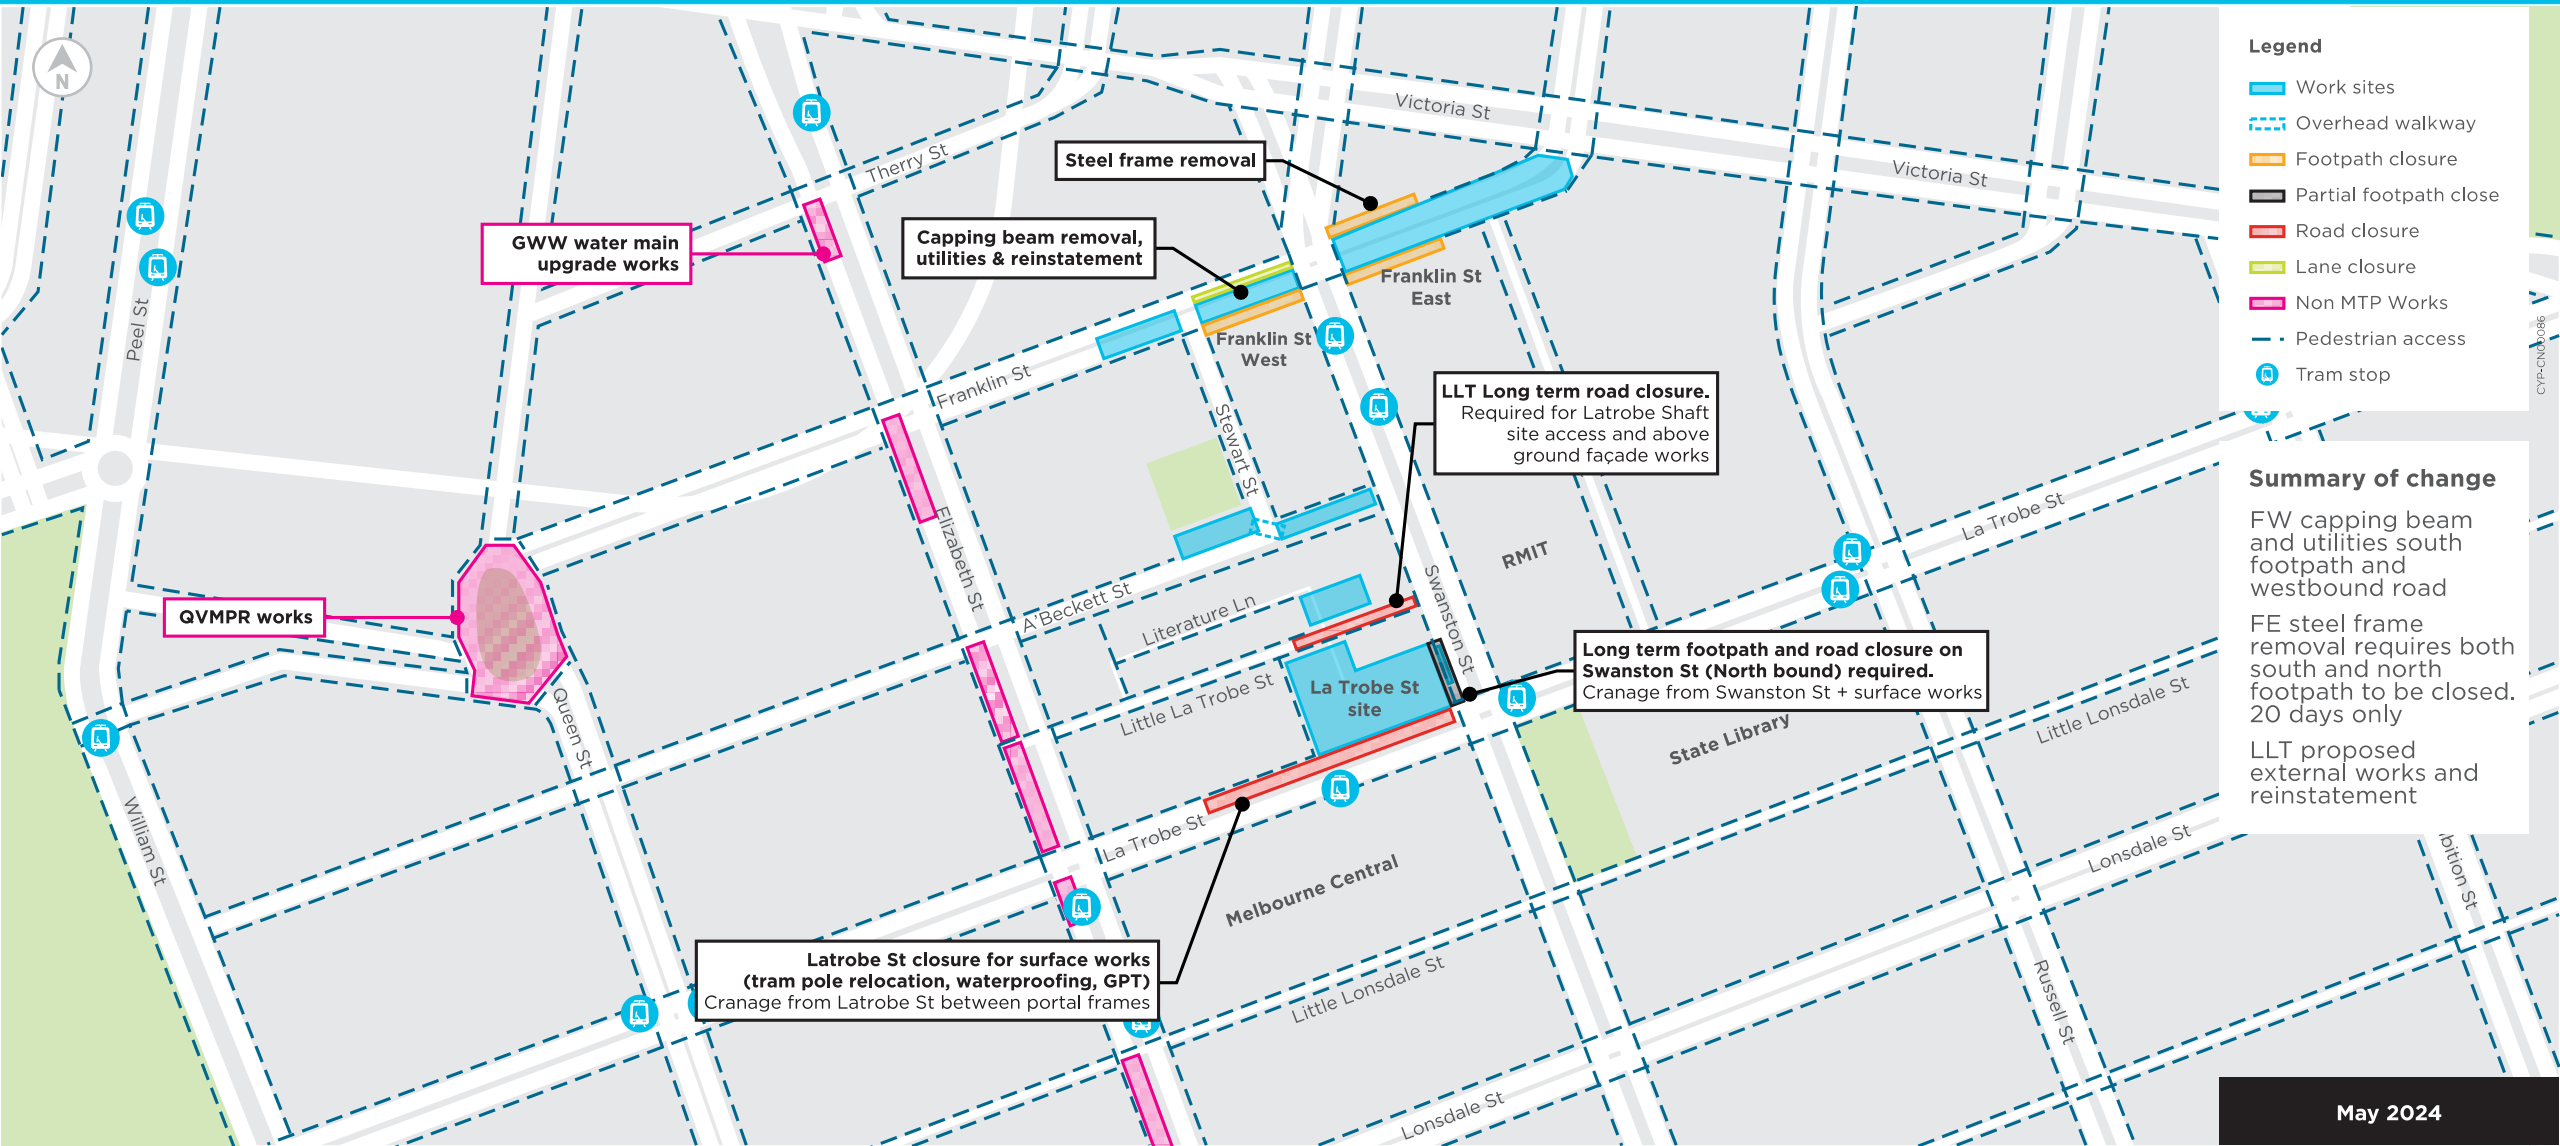 N
Victoria St
Victoria St
Therry St
Steel frame removal
GWW water main
upgrade works
Capping beam removal,
utilities & reinstatement
Franklin St
East
Franklin St
West
Peel St
Franklin St
Stewart St
LLT Long term road closure.
Required for Latrobe Shaft
site access and above
ground façade works
Elizabeth St
RMIT
La Trobe St
A'Beckett St
Literature Ln
Swanston St
QVMPR works
Little La Trobe St
La Trobe St
site
Long term footpath and road closure on
Swanston St (North bound) required.
Cranage from Swanston St + surface works
Queen St
State Library
Little Lonsdale St
William St
La Trobe St
Melbourne Central
Lonsdale St
Latrobe St closure for surface works
(tram pole relocation, waterproofing, GPT)
Cranage from Latrobe St between portal frames
Little Lonsdale St
Russell St
bition St
Lonsdale St
Legend
Work sites
Overhead walkway
Footpath closure
Partial footpath close
Road closure
Lane closure
Non MTP Works
Pedestrian access
Tram stop
CYP-CN00086
Summary of change
FW capping beam
and utilities south
footpath and
westbound road
FE steel frame
removal requires both
south and north
footpath to be closed.
20 days only
LLT proposed
external works and
reinstatement
May 2024